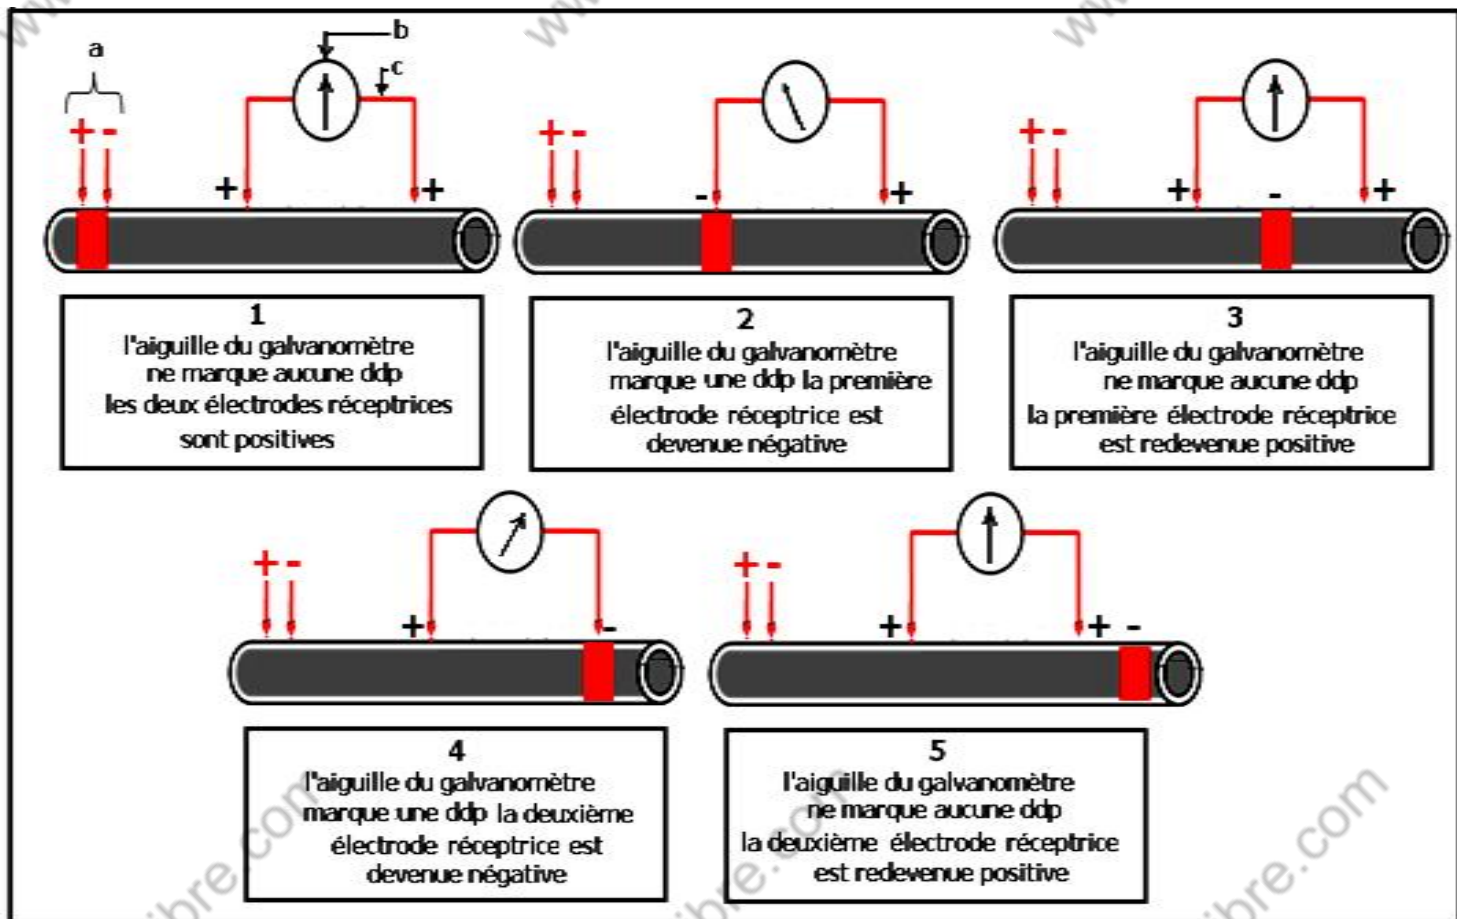 a
b
c
+ -
+ +
1
l'aiguille du galvanomètre
ne marque aucune ddp
les deux électrodes réceptrices
sont positives
+ -
- +
2
l'aiguille du galvanomètre
marque une ddp la première
électrode réceptrice est
devenue négative
+ -
+ - +
3
l'aiguille du galvanomètre
ne marque aucune ddp
la première électrode réceptrice
est redevenue positive
+ -
+ -
4
l'aiguille du galvanomètre
marque une ddp la deuxième
électrode réceptrice est
devenue négative
+ -
+ + -
5
l'aiguille du galvanomètre
ne marque aucune ddp
la deuxième électrode réceptrice
est redevenue positive